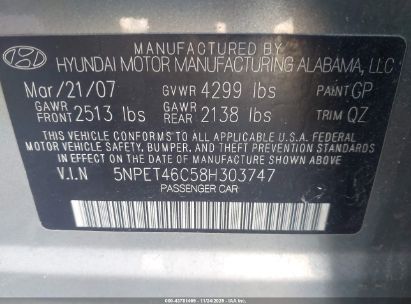 MANUFACTURED BY
HYUNDAI MOTOR MANUFACTURING ALABAMA, LLC
Mar/21/07 GVWR 4299 lbs PAINT GP
GAWR FRONT 2513 lbs GAWR REAR 2138 lbs TRIM QZ
THIS VEHICLE CONFORMS TO ALL APPLICABLE U.S.A. FEDERAL
MOTOR VEHICLE SAFETY, BUMPER, AND THEFT PREVENTION STANDARDS
IN EFFECT ON THE DATE OF MANUFACTURE SHOWN ABOVE.
V.I.N 5NPET46C58H303747
PASSENGER CAR